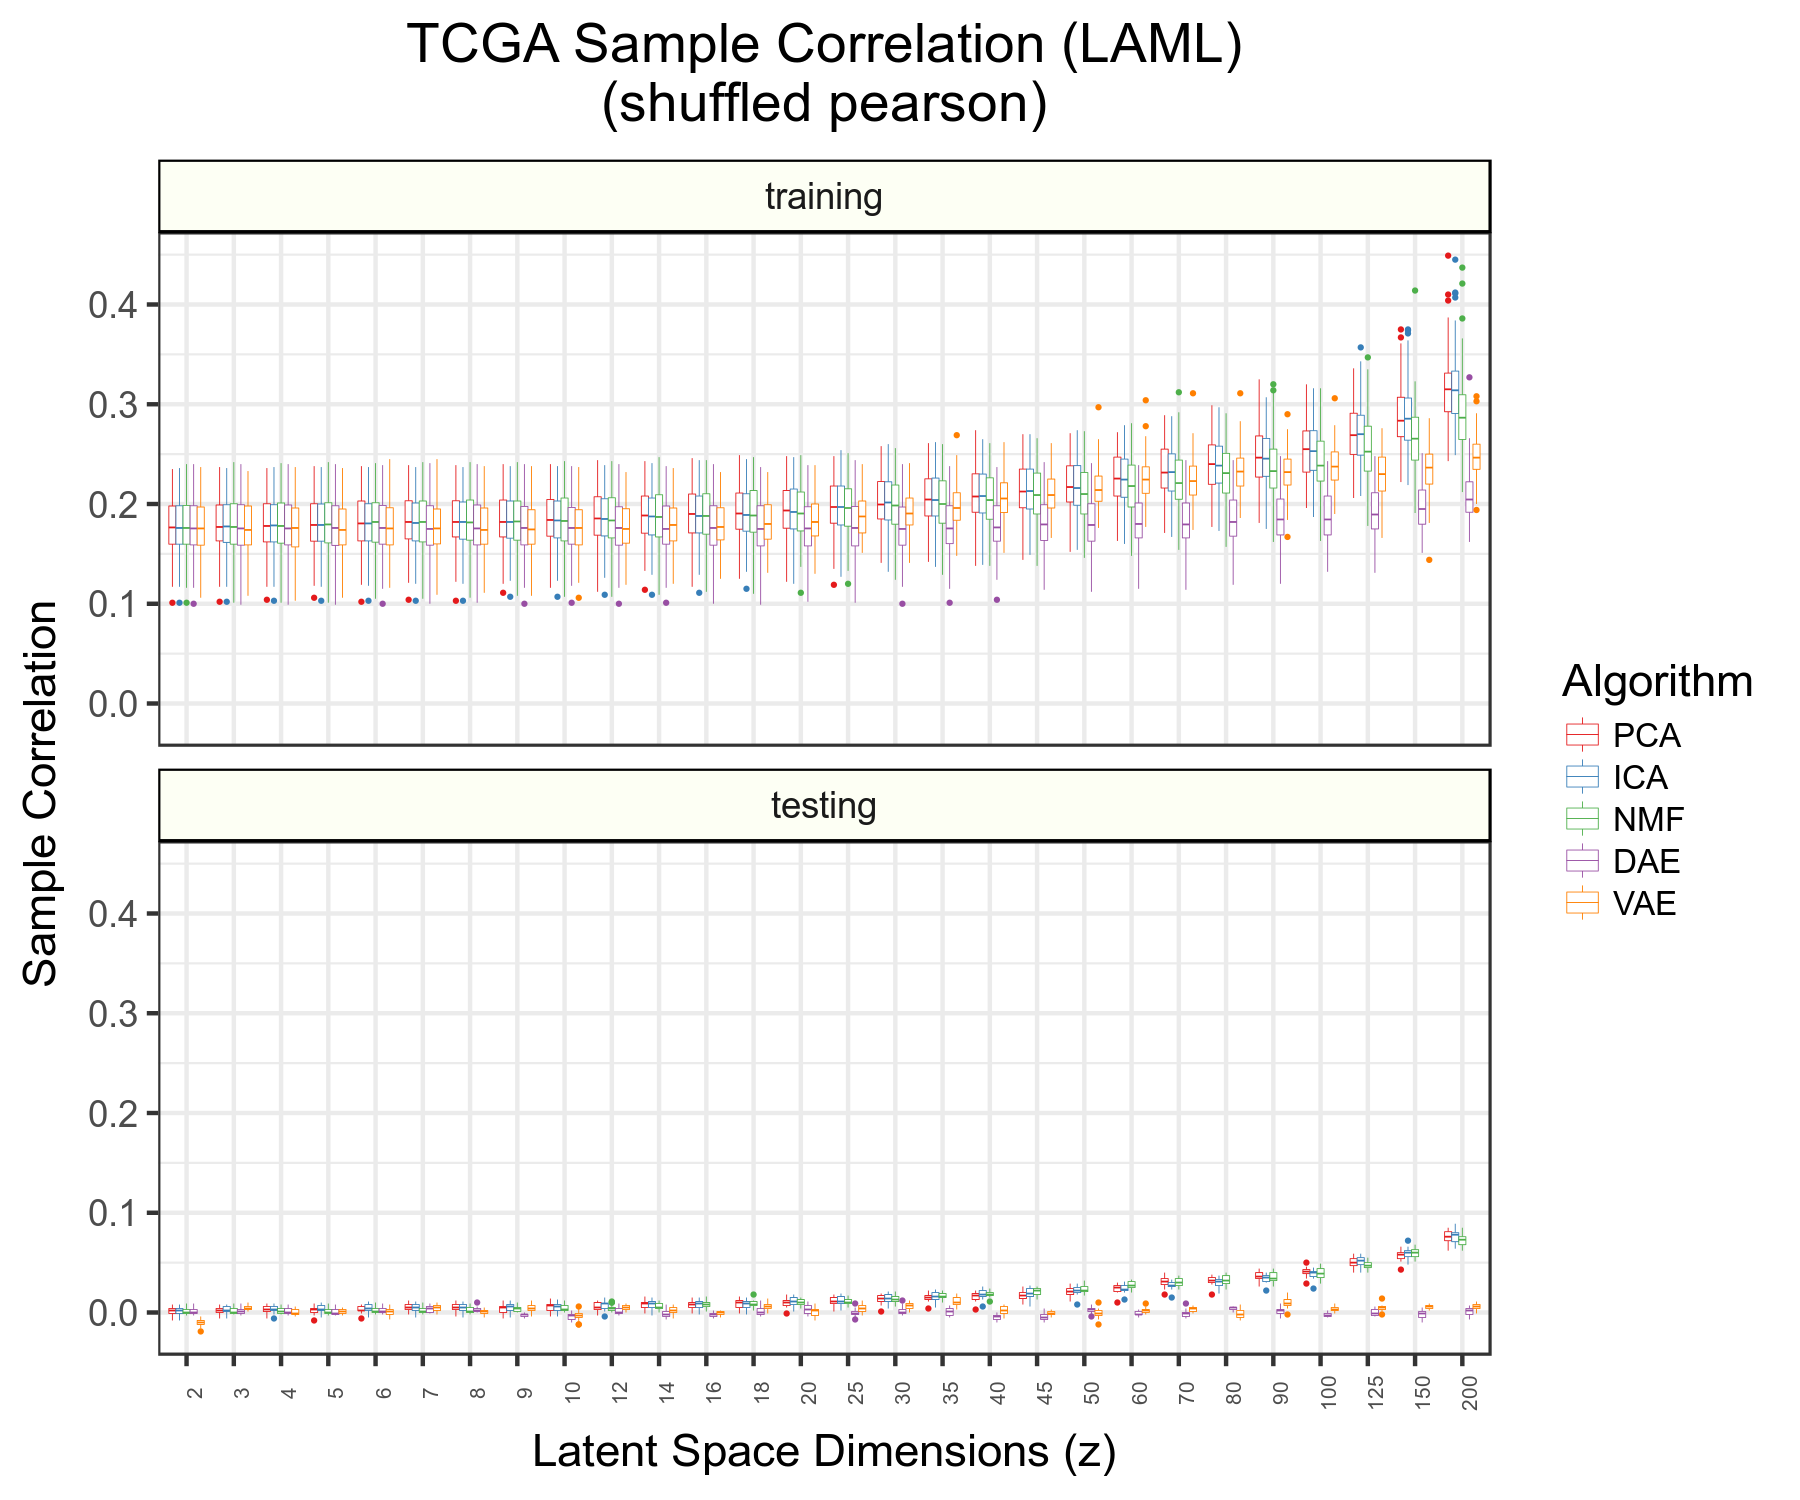 TCGA Sample Correlation (LAML)
(shuffled pearson)
training
0.4
0.3
0.2
0.1
0.0
testing
0.4
0.3
0.2
0.1
0.0
Sample Correlation
2 3 4 5 6 7 8 9 10 12 14 16 18 20 25 30 35 40 45 50 60 70 80 90 100 125 150 200
Latent Space Dimensions (z)
Algorithm
PCA
ICA
NMF
DAE
VAE